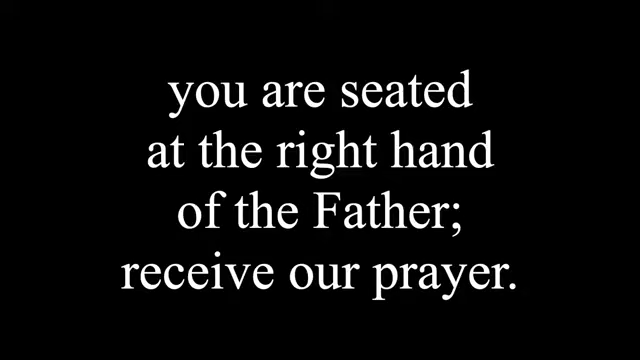 you are seated
at the right hand
of the Father;
receive our prayer.